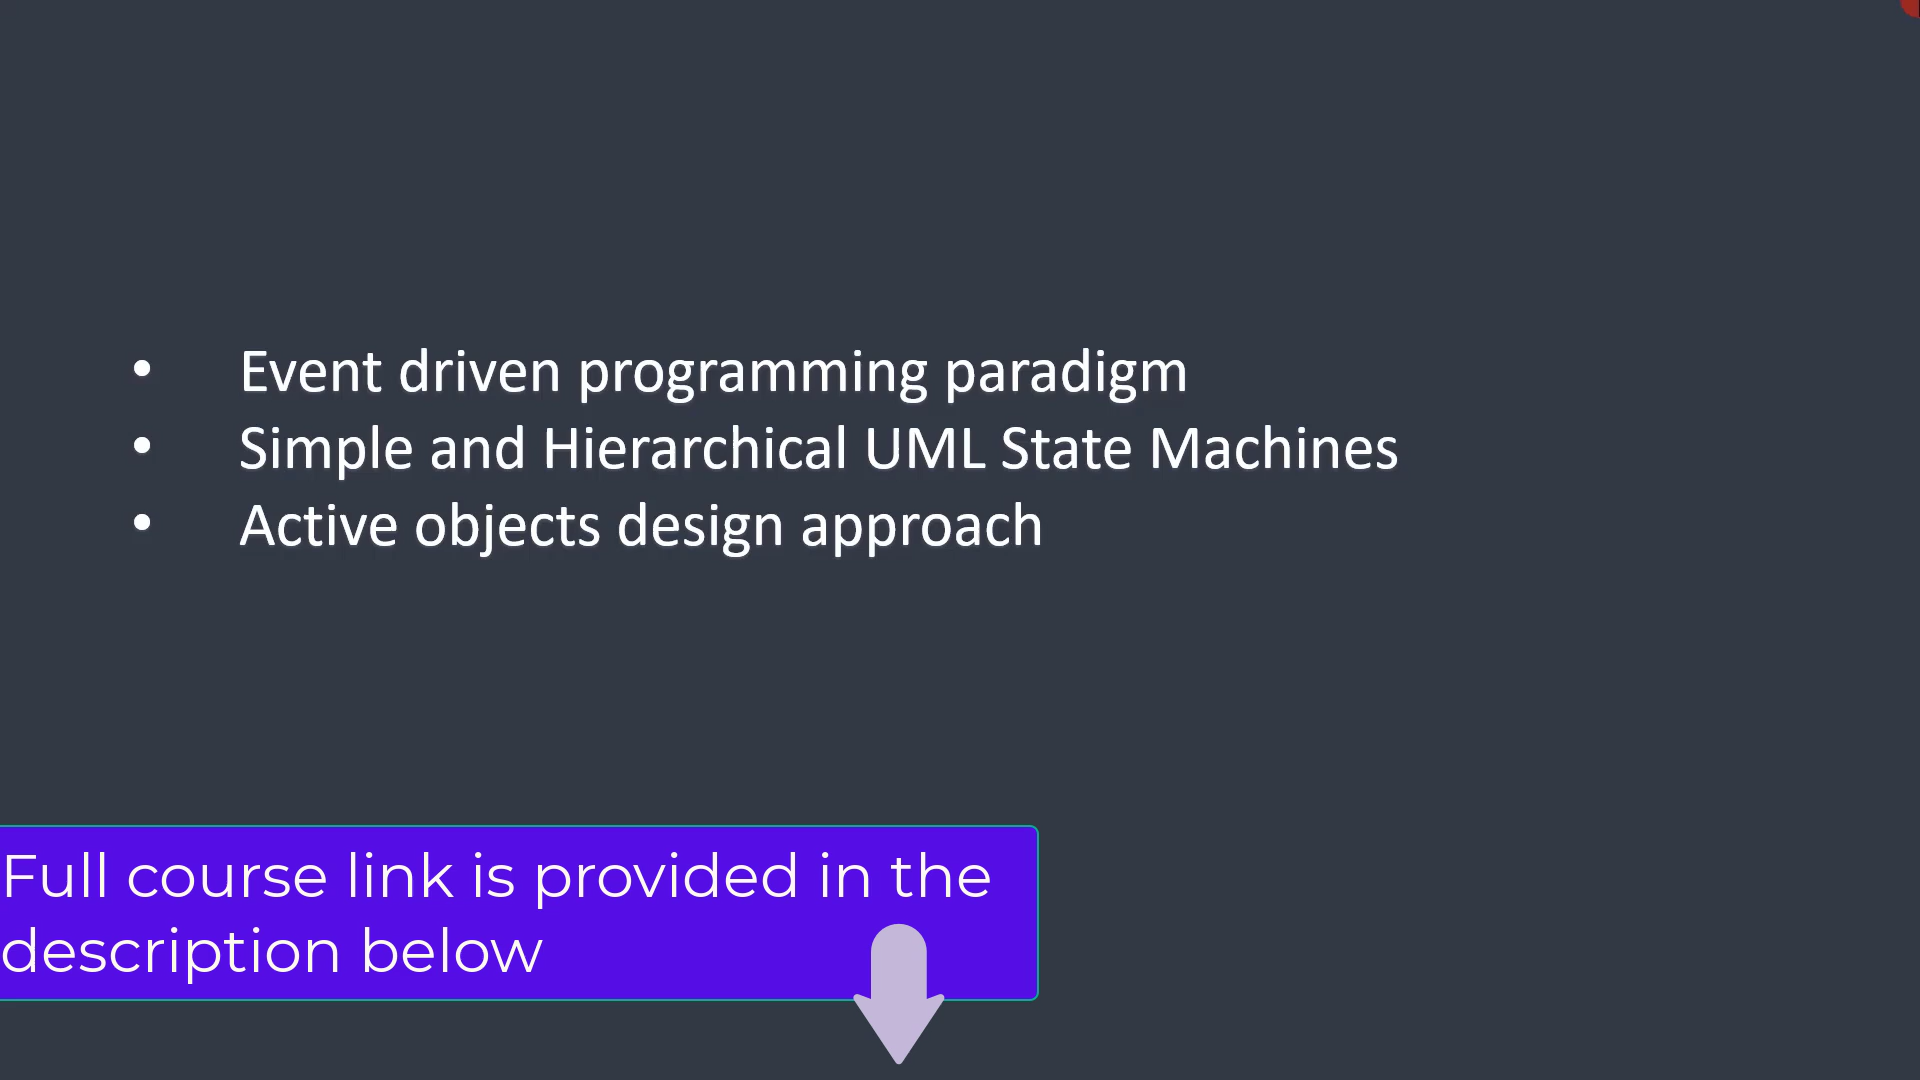 • Event driven programming paradigm
• Simple and Hierarchical UML State Machines
• Active objects design approach
Full course link is provided in the
description below